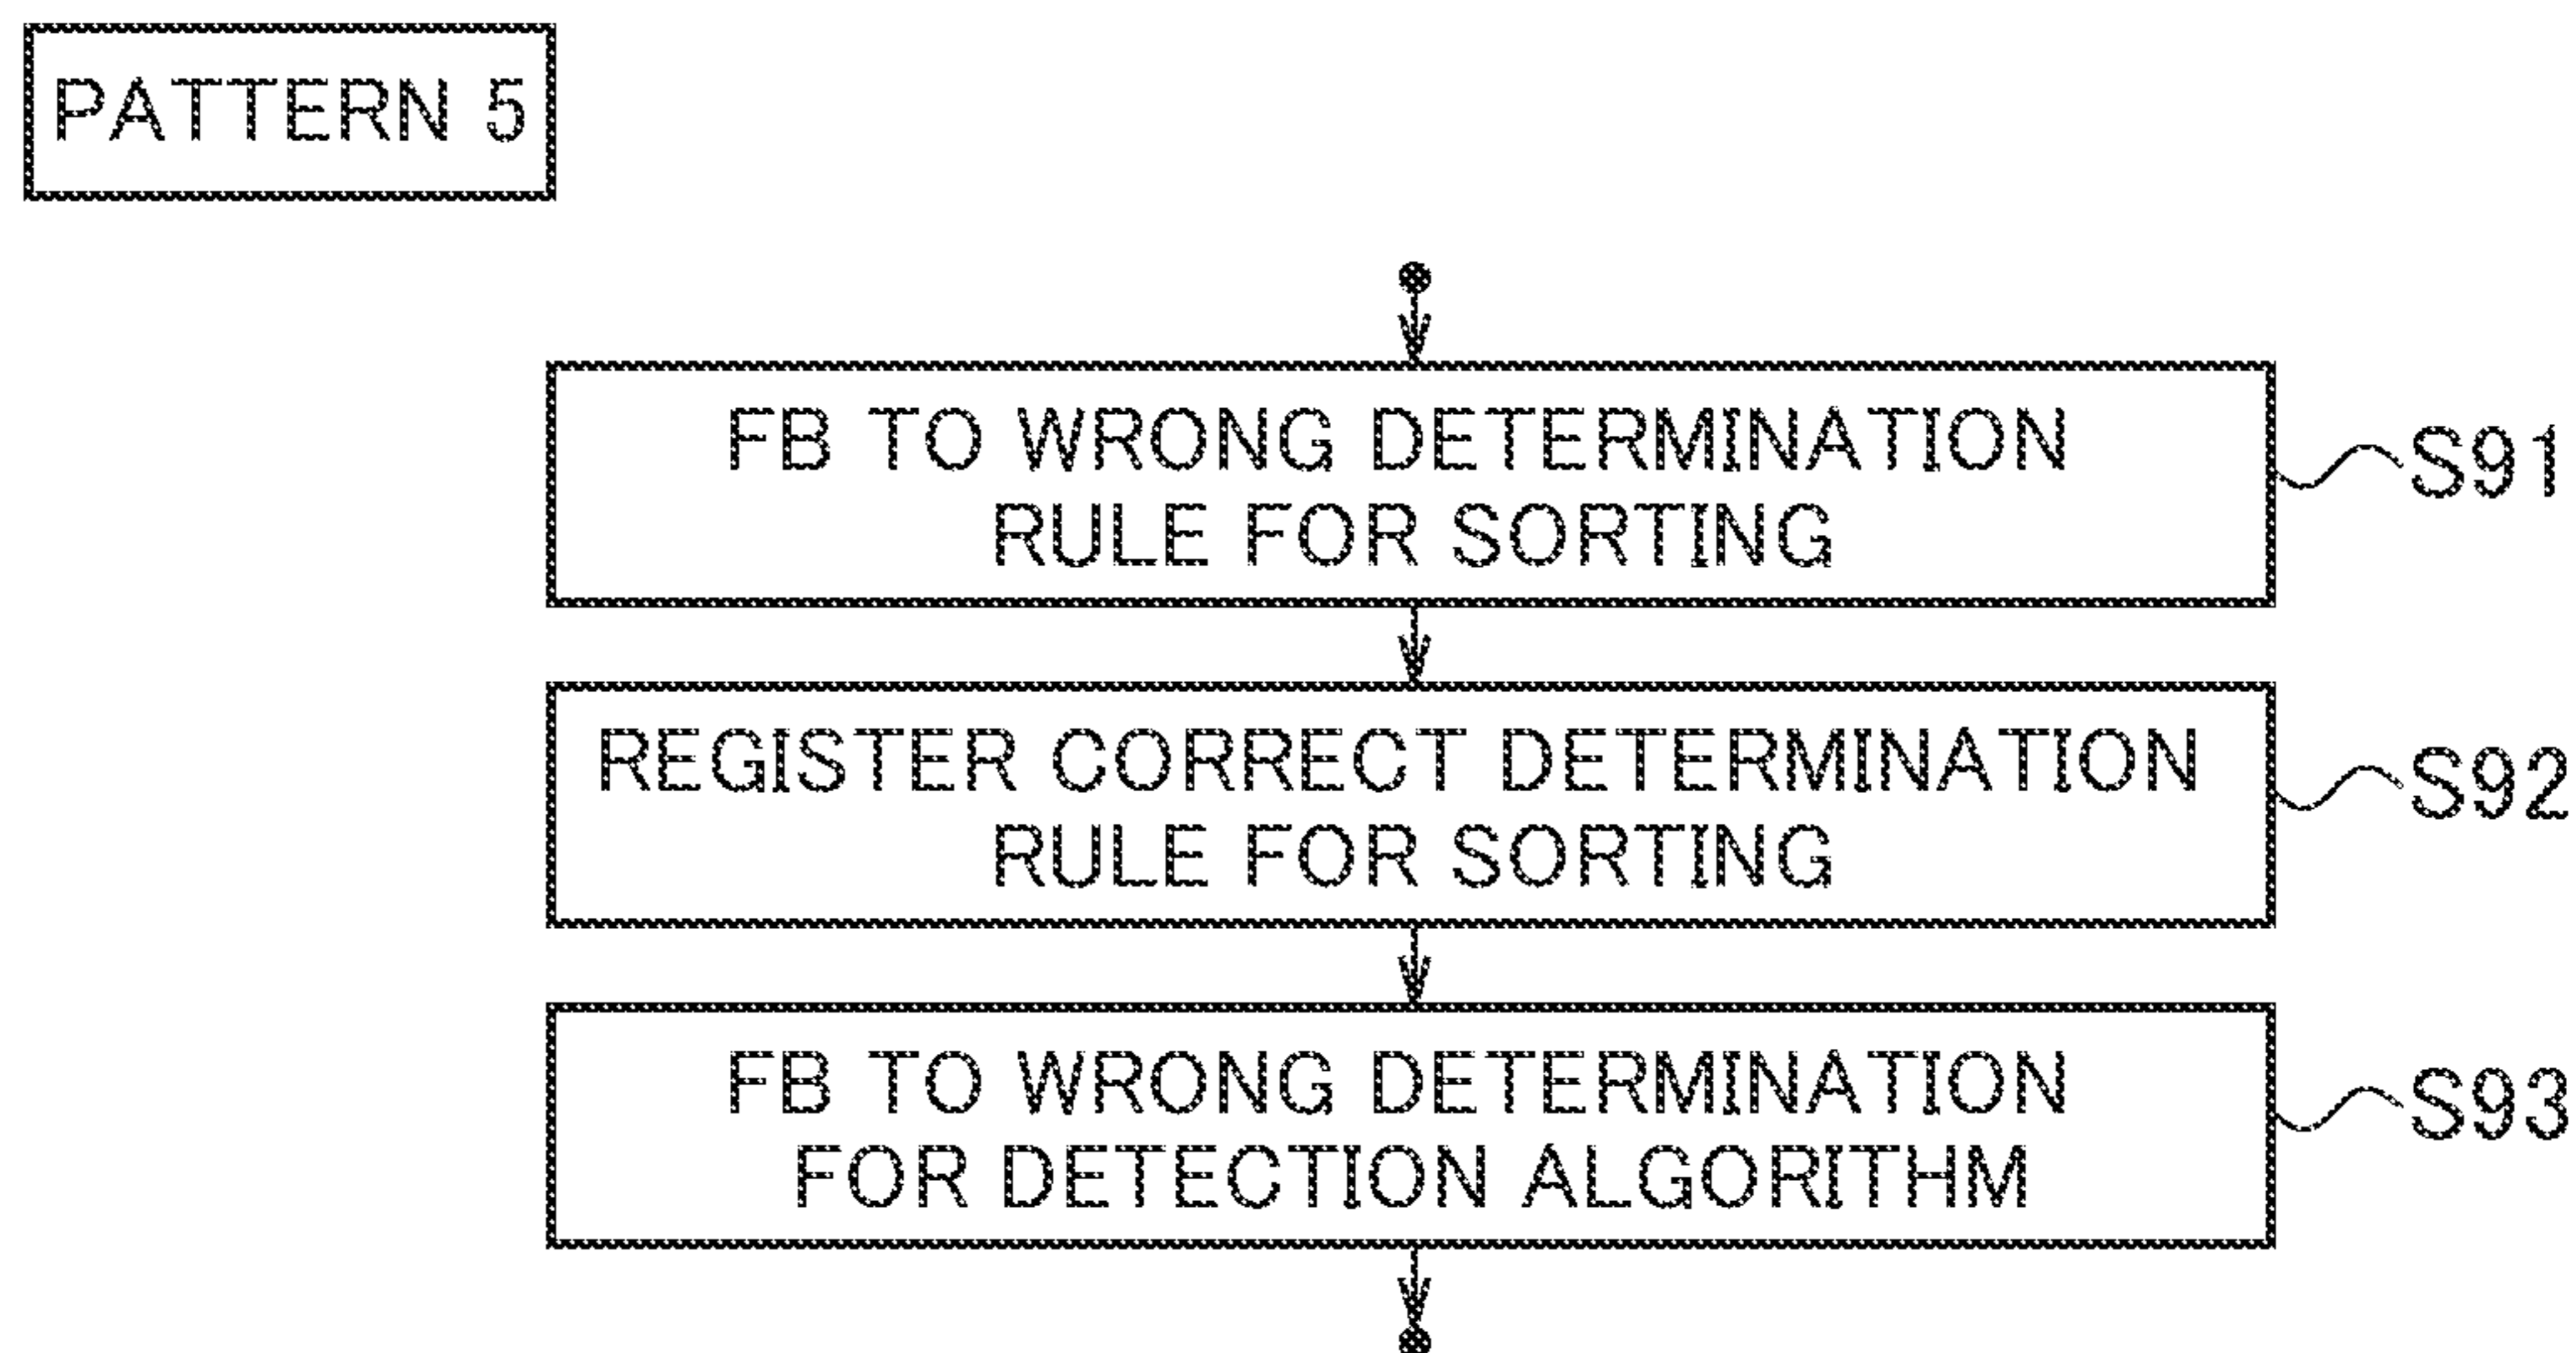 PATTERN 5
FB TO WRONG DETERMINATION
RULE FOR SORTING
S91
REGISTER CORRECT DETERMINATION
RULE FOR SORTING
S92
FB TO WRONG DETERMINATION
FOR DETECTION ALGORITHM
S93